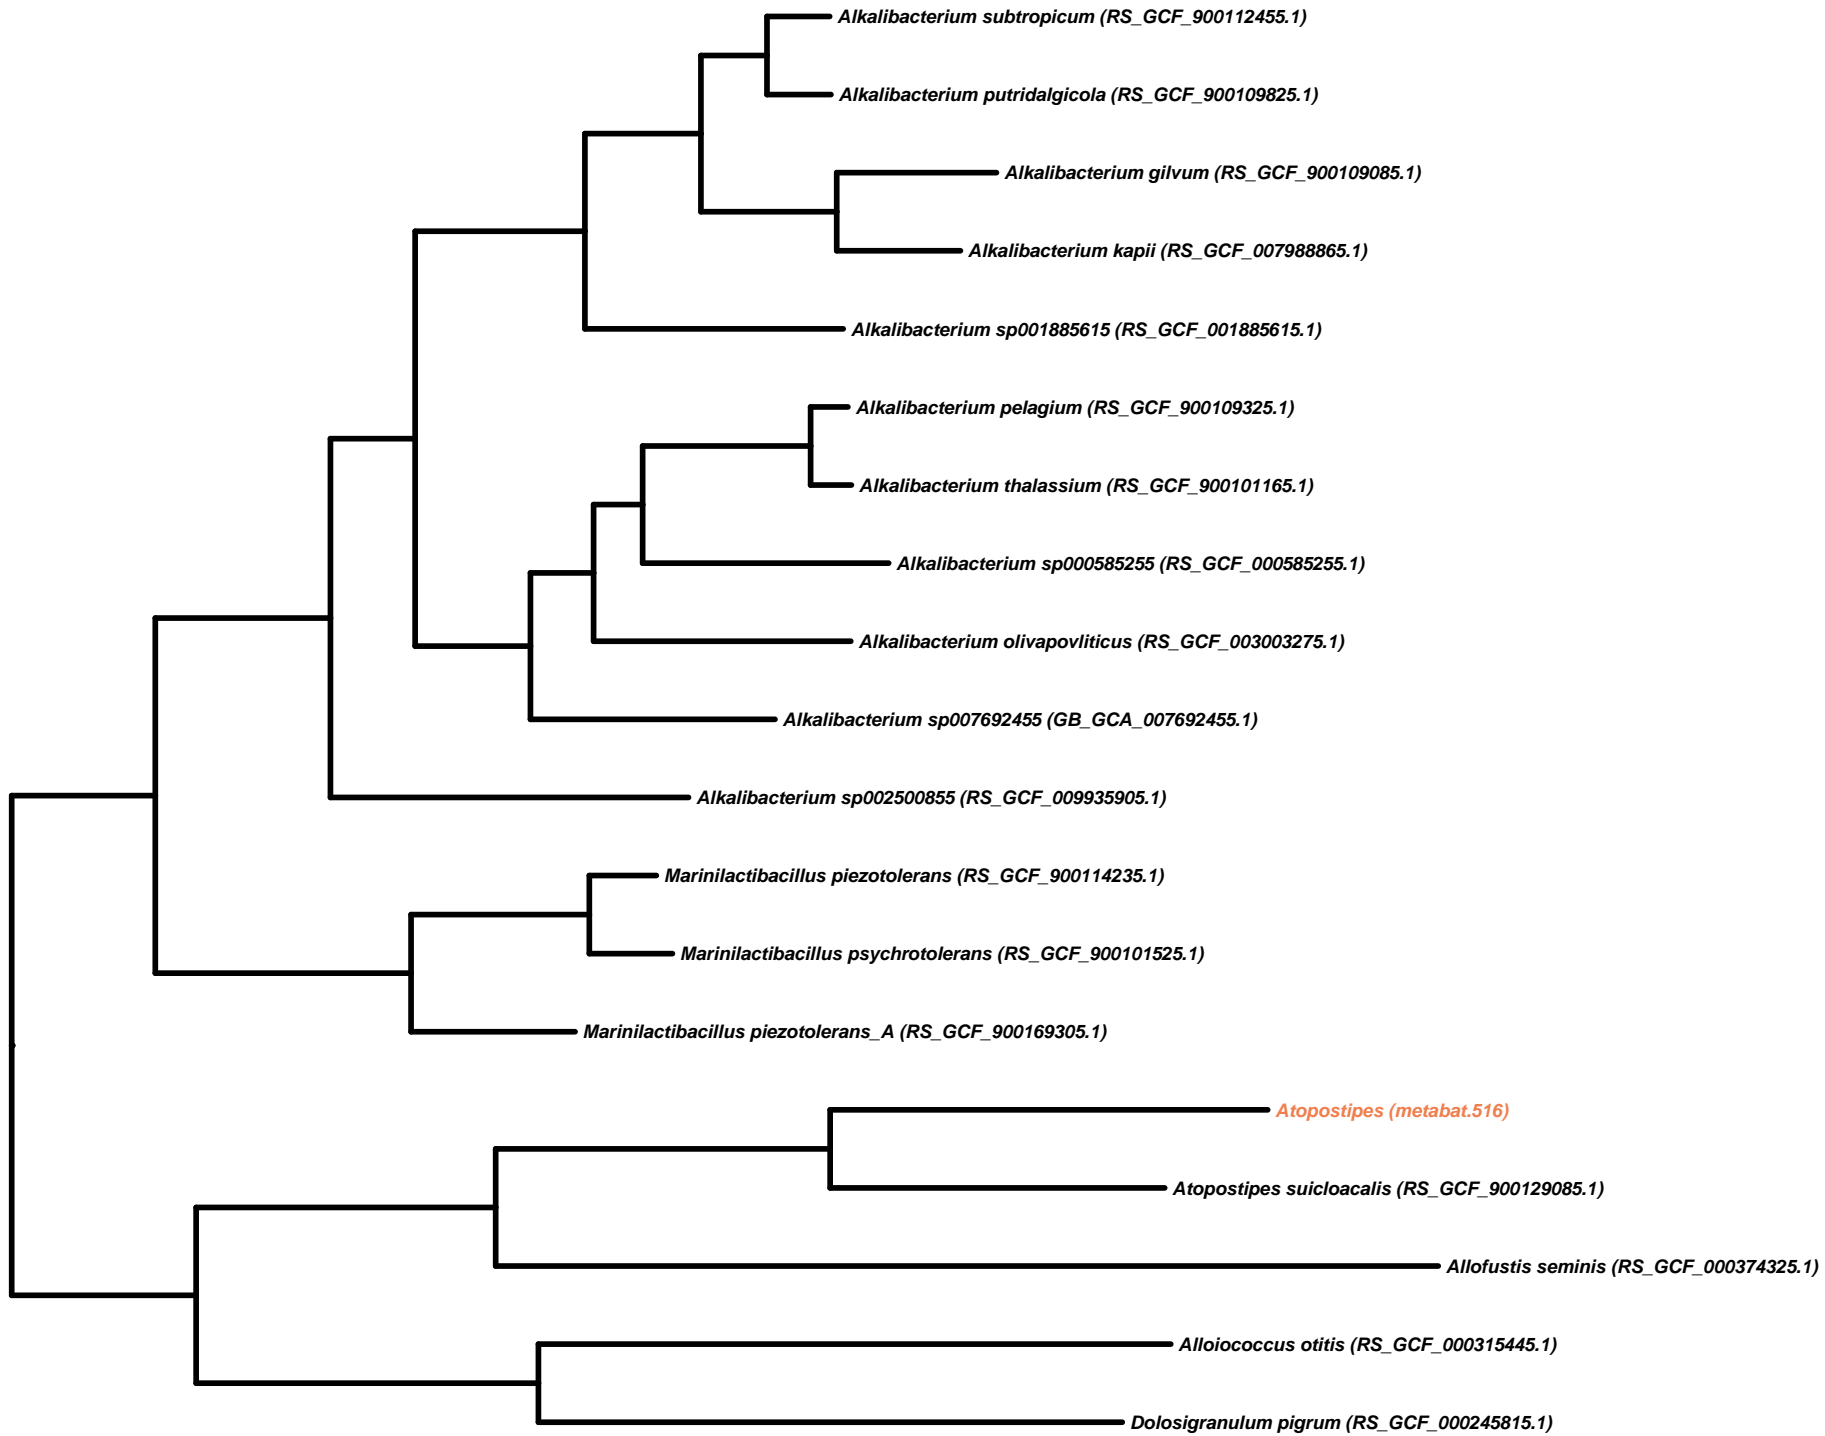 Alkalibacterium subtropicum (RS_GCF_900112455.1)
Alkalibacterium putridalgicola (RS_GCF_900109825.1)
Alkalibacterium gilvum (RS_GCF_900109085.1)
Alkalibacterium kapii (RS_GCF_007988865.1)
Alkalibacterium sp001885615 (RS_GCF_001885615.1)
Alkalibacterium pelagium (RS_GCF_900109325.1)
Alkalibacterium thalassium (RS_GCF_900101165.1)
Alkalibacterium sp000585255 (RS_GCF_000585255.1)
Alkalibacterium olivapovliticus (RS_GCF_003003275.1)
Alkalibacterium sp007692455 (GB_GCA_007692455.1)
Alkalibacterium sp002500855 (RS_GCF_009935905.1)
Marinilactibacillus piezotolerans (RS_GCF_900114235.1)
Marinilactibacillus psychrotolerans (RS_GCF_900101525.1)
Marinilactibacillus piezotolerans_A (RS_GCF_900169305.1)
Atopostipes (metabat.516)
Atopostipes suicloacalis (RS_GCF_900129085.1)
Allofustis seminis (RS_GCF_000374325.1)
Alloiococcus otitis (RS_GCF_000315445.1)
Dolosigranulum pigrum (RS_GCF_000245815.1)